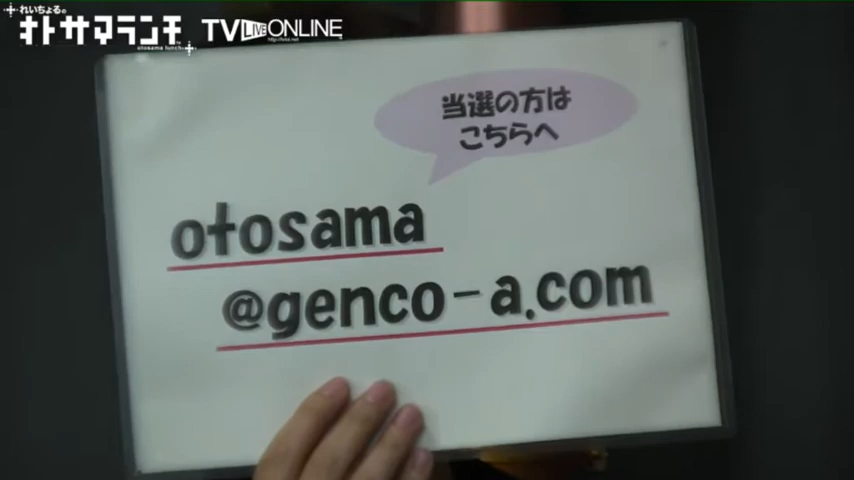 れいちょるの
オトサマランチ
otosama lunch
TV LIVE ONLINE
当選の方は
こちらへ
otosama
@genco-a.com